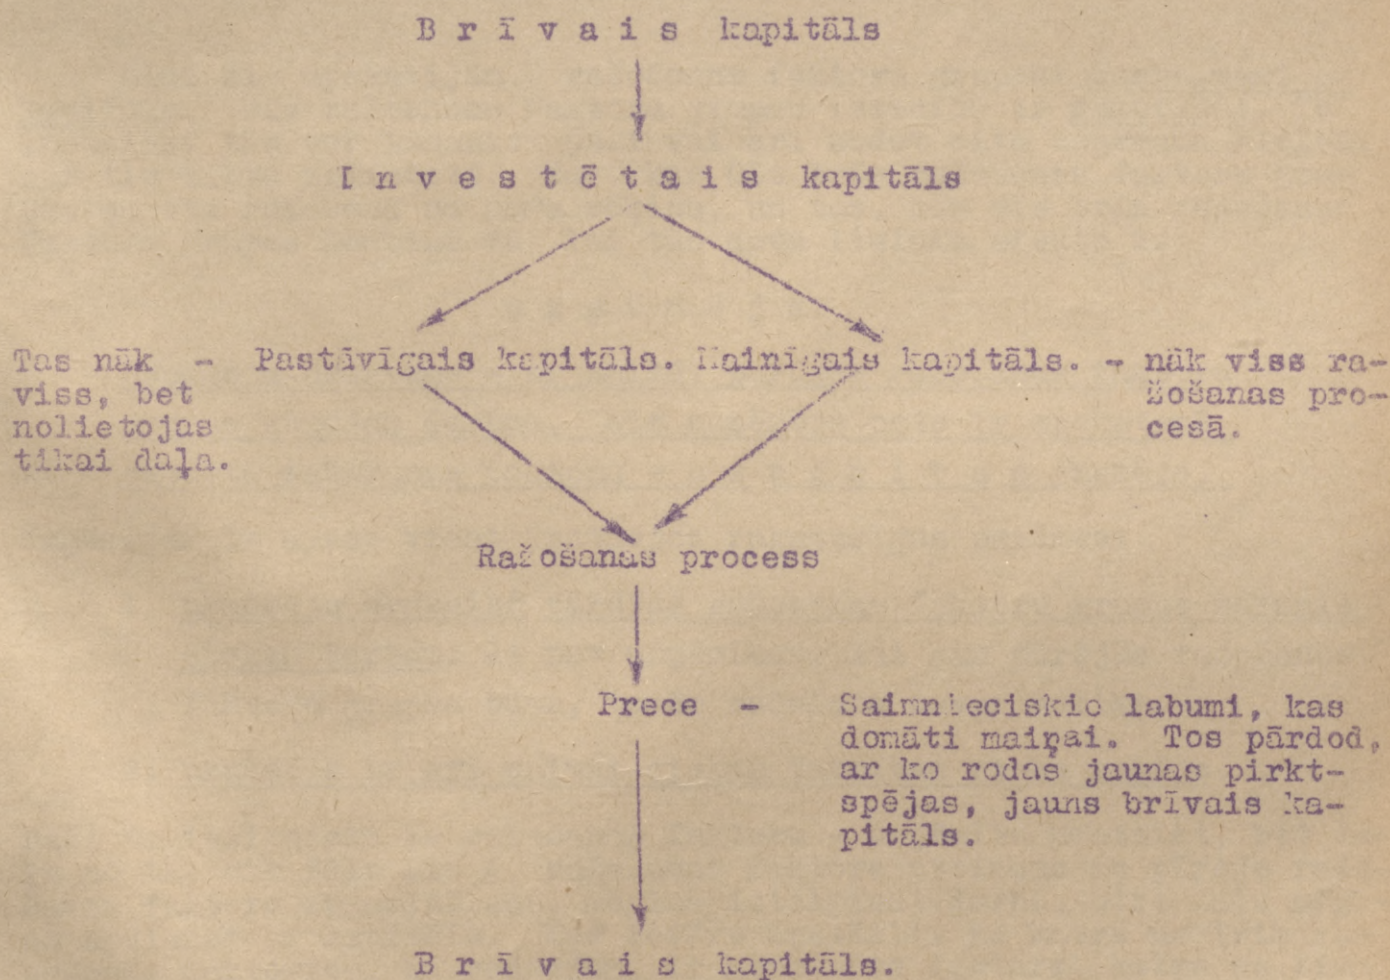 B r ī v a i s kapitāls
I n v e s t ē t a i s kapitāls
Tas nāk - Pastāvīgais kapitāls. Mainīgais kapitāls. - nāk viss ra-
viss, bet žošanas pro-
nolietojas cesā.
tikai daļa.
Ražošanas process
Prece - Saimnieciskie labumi, kas
domāti maiņai. Tos pārdod,
ar ko rodas jaunas pirkt-
spējas, jauns brīvais ka-
pitāls.
B r ī v a i s kapitāls.